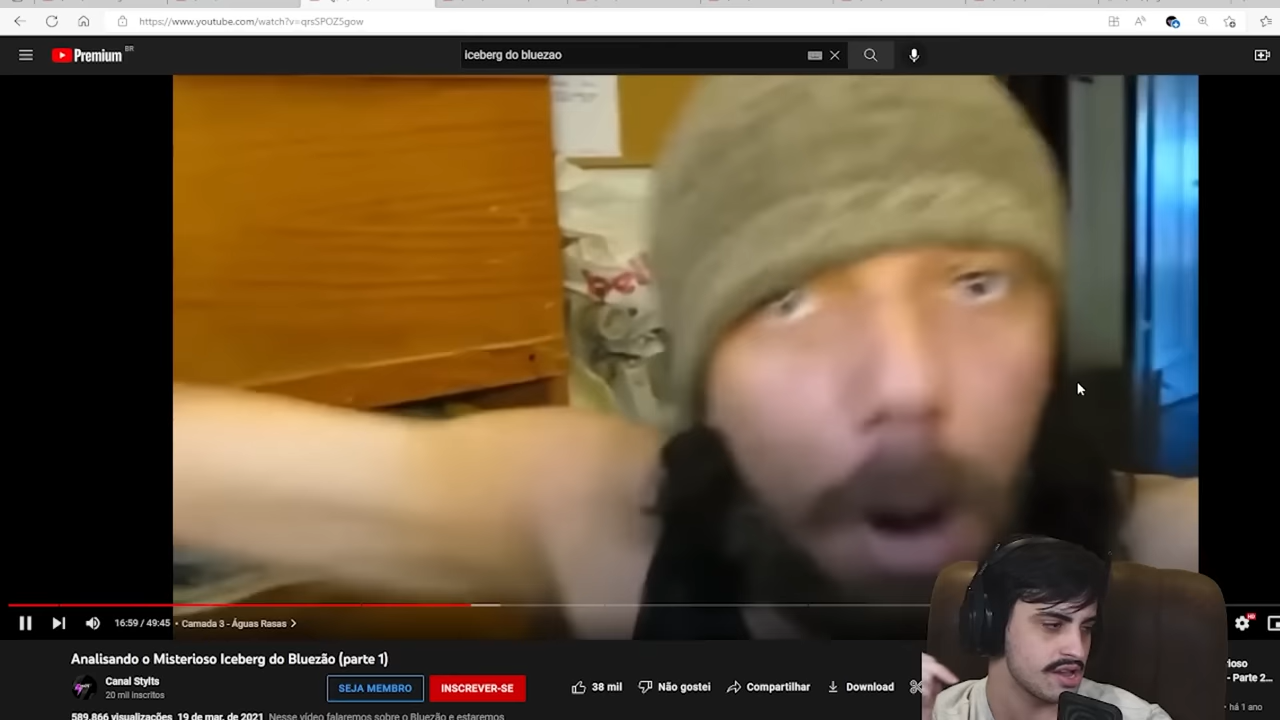 https://www.youtube.com/watch?v=qrsSPOZ5gow
Premium BR
iceberg do bluezao
16:59 / 49:45 • Camada 3 - Águas Rasas
HD
Analisando o Misterioso Iceberg do Bluezão (parte 1)
Canal Stylts
20 mil inscritos
SEJA MEMBRO
INSCREVER-SE
38 mil
Não gostei
Compartilhar
Download
rioso
- Parte 2...
há 1 ano
589.866 visualizações 19 de mar. de 2021 Nesse vídeo falaremos sobre o Bluezão e estaremos